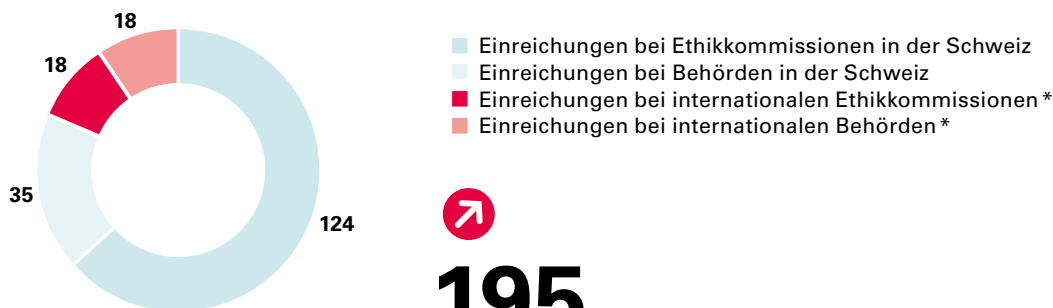 18
18
35
124
Einreichungen bei Ethikkommissionen in der Schweiz
Einreichungen bei Behörden in der Schweiz
Einreichungen bei internationalen Ethikkommissionen *
Einreichungen bei internationalen Behörden *
195